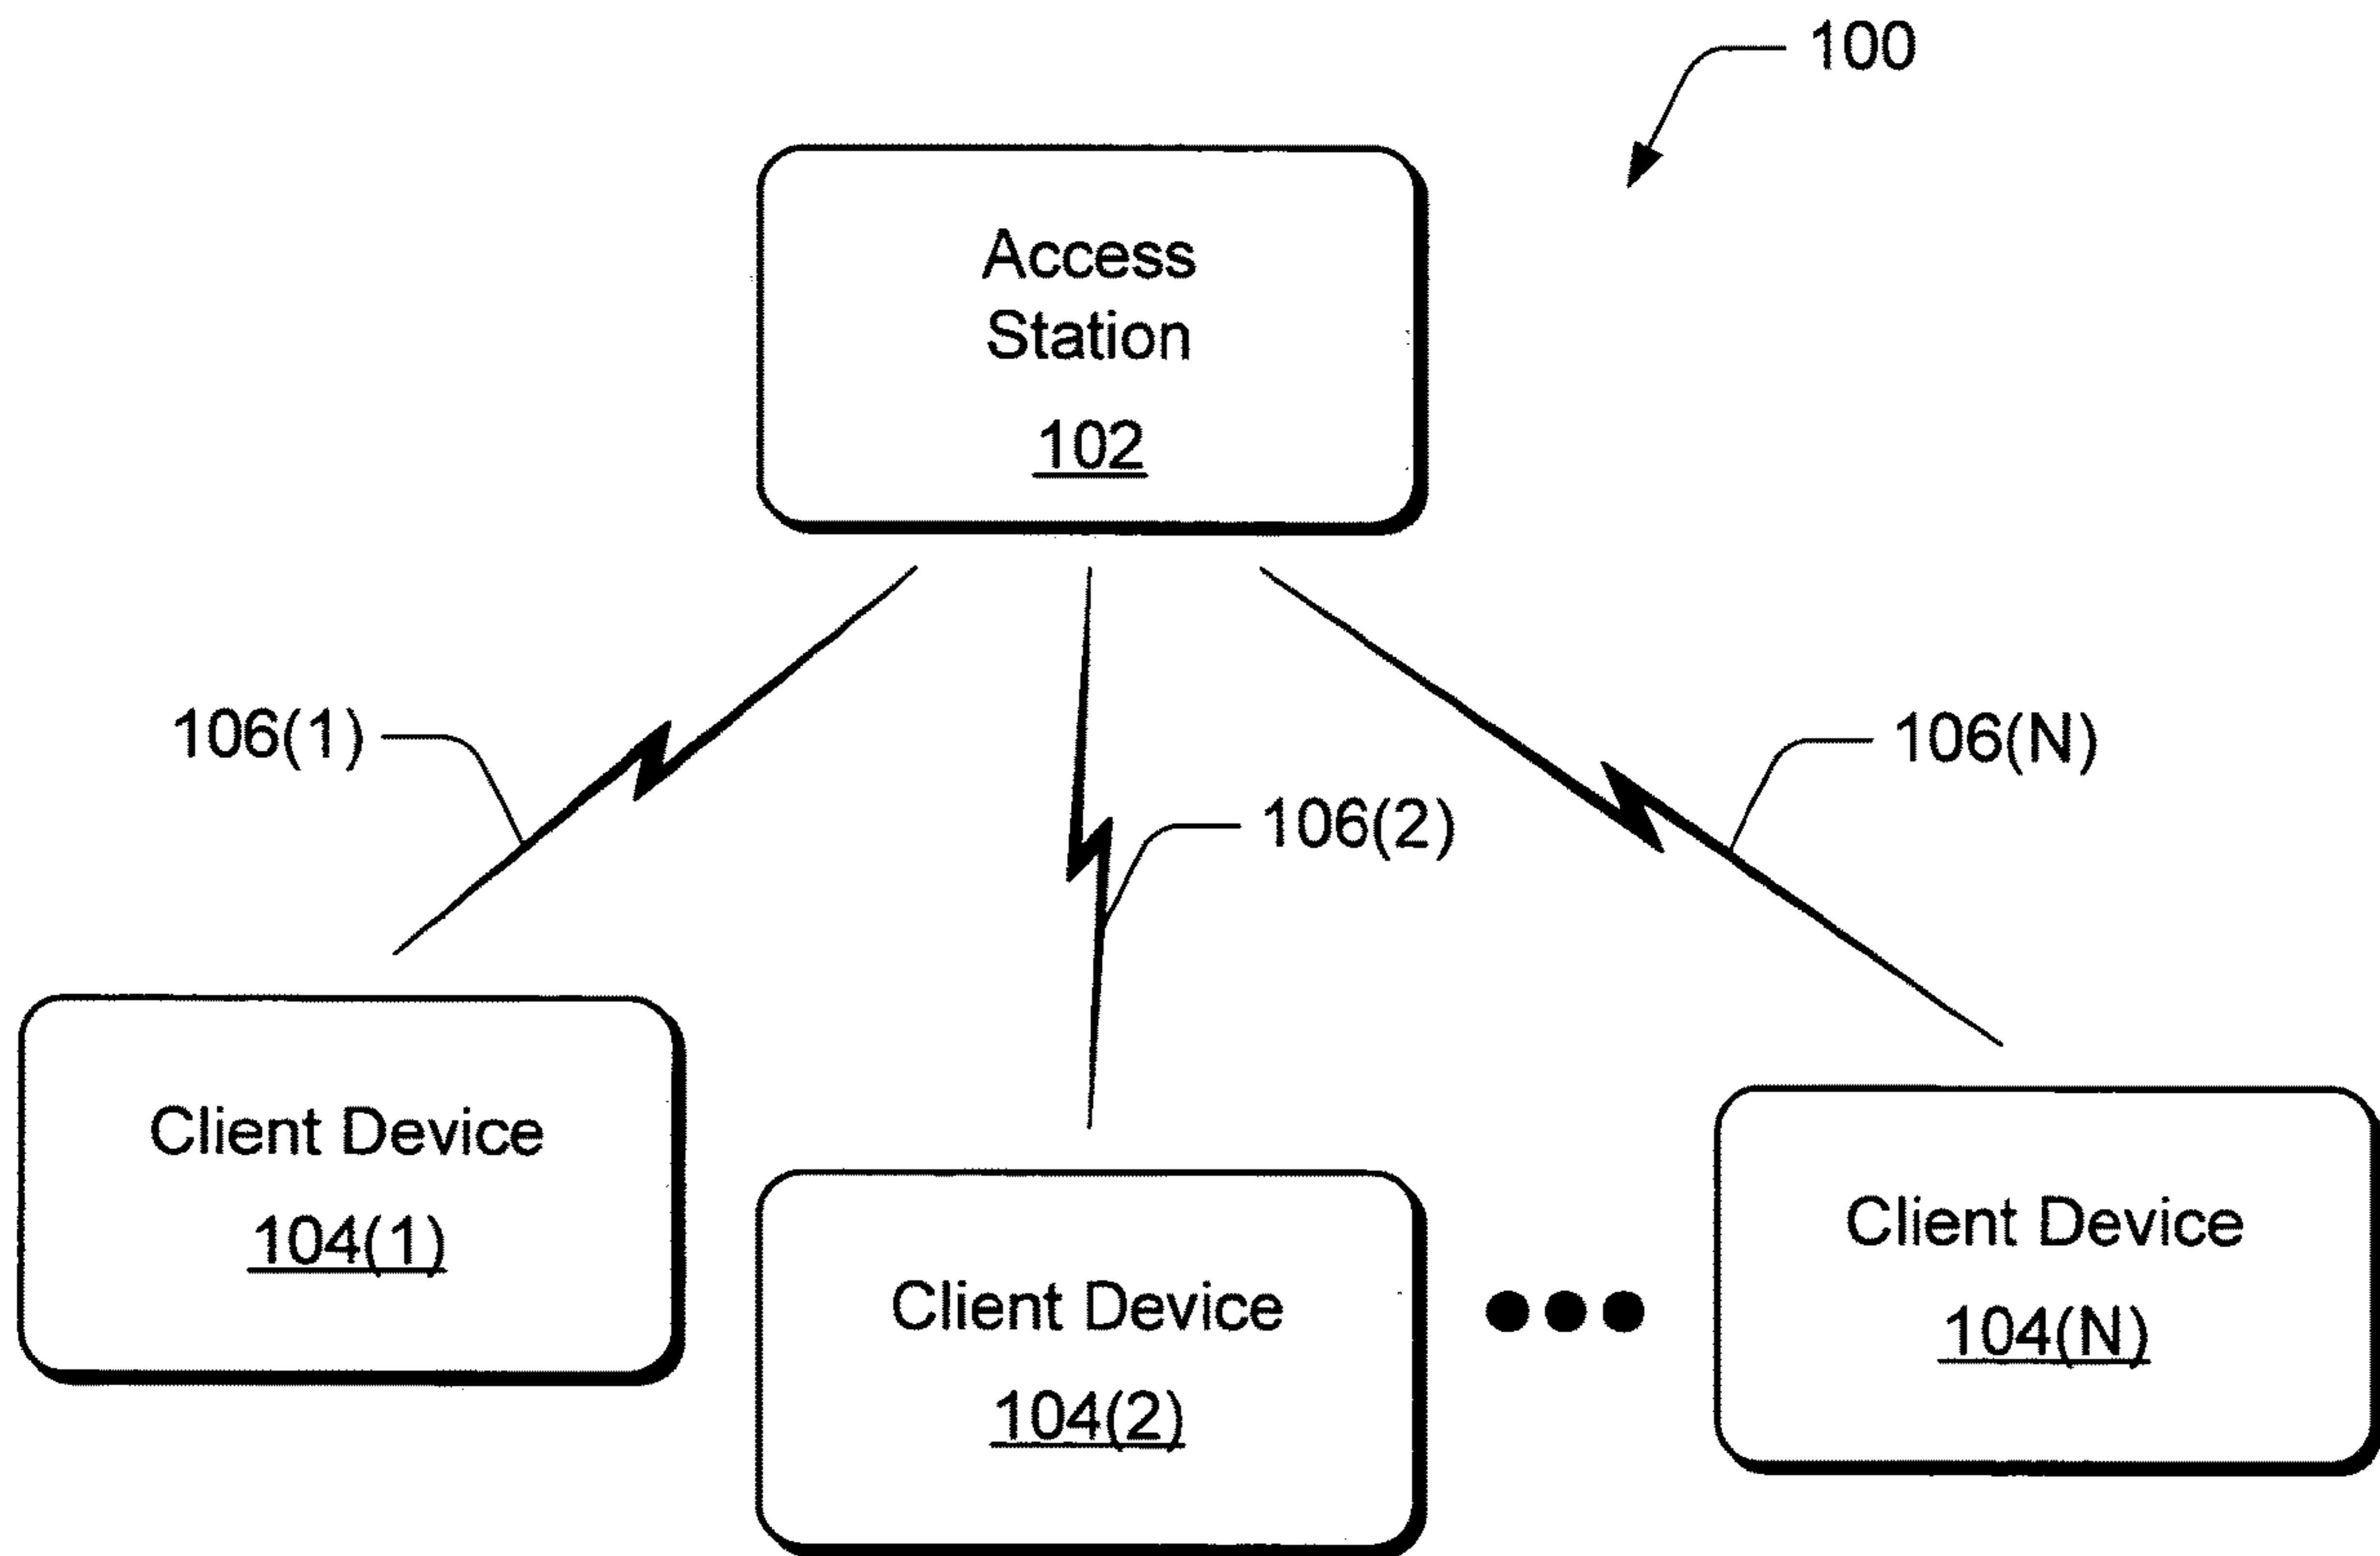 100
Access
Station
102
106(1)
106(N)
106(2)
Client Device
104(1)
Client Device
104(2)
Client Device
104(N)